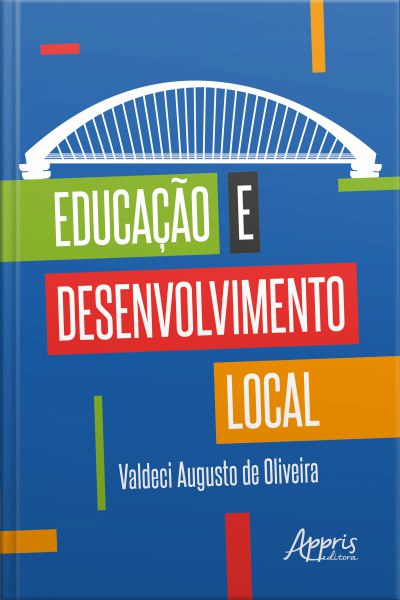 EDUCAÇÃO E
DESENVOLVIMENTO
LOCAL
Valdeci Augusto de Oliveira
Appris
editora